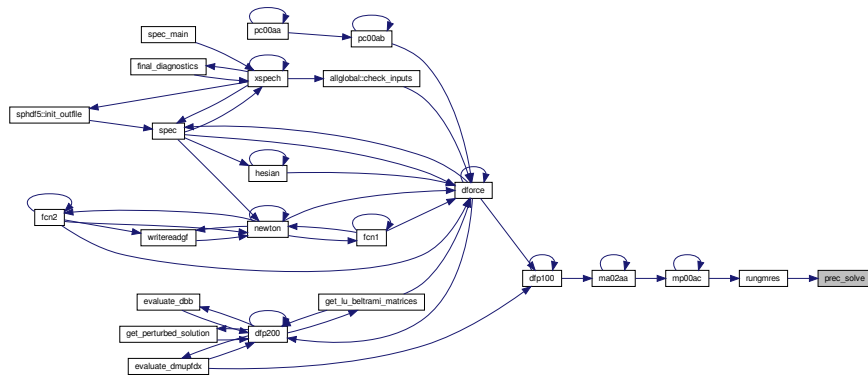 pc00aa
spec_main
pc00ab
final_diagnostics
xspech
allglobal::check_inputs
sphdf5::init_outfile
spec
hesian
dforce
fcn2
newton
writereadgf
fcn1
dfp100
ma02aa
mp00ac
rungmres
prec_solve
evaluate_dbb
get_lu_beltrami_matrices
get_perturbed_solution
dfp200
evaluate_dmupfdx